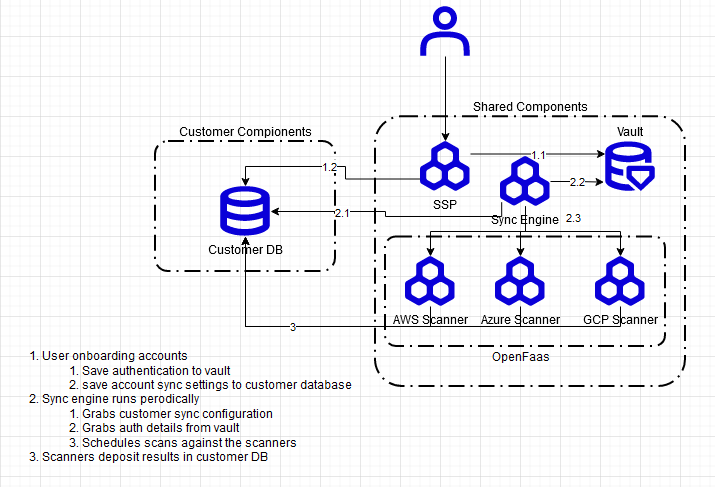 Shared Components
Customer Compionents
Vault
1.1
1.2
2.2
SSP
2.1
Sync Engine
2.3
Customer DB
AWS Scanner
Azure Scanner
GCP Scanner
3
OpenFaas
1. User onboarding accounts
1. Save authentication to vault
2. save account sync settings to customer database
2. Sync engine runs perodically
1. Grabs customer sync configuration
2. Grabs auth details from vault
3. Schedules scans against the scanners
3. Scanners deposit results in customer DB